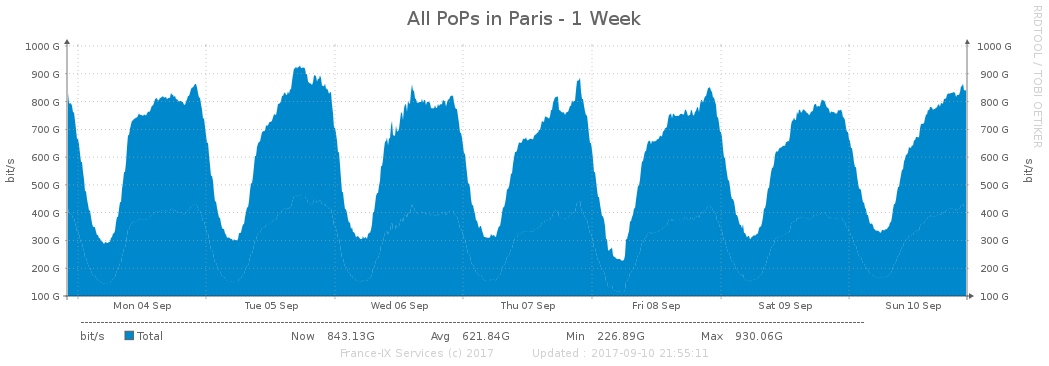 All PoPs in Paris - 1 Week
RRDTOOL / TOBI OETIKER
bit/s
bit/s
1000 G 1000 G
900 G 900 G
800 G 800 G
700 G 700 G
600 G 600 G
500 G 500 G
400 G 400 G
300 G 300 G
200 G 200 G
100 G 100 G
Mon 04 Sep Tue 05 Sep Wed 06 Sep Thu 07 Sep Fri 08 Sep Sat 09 Sep Sun 10 Sep
bit/s Total Now 843.13G Avg 621.84G Min 226.89G Max 930.06G
France-IX Services (c) 2017 Updated : 2017-09-10 21:55:11